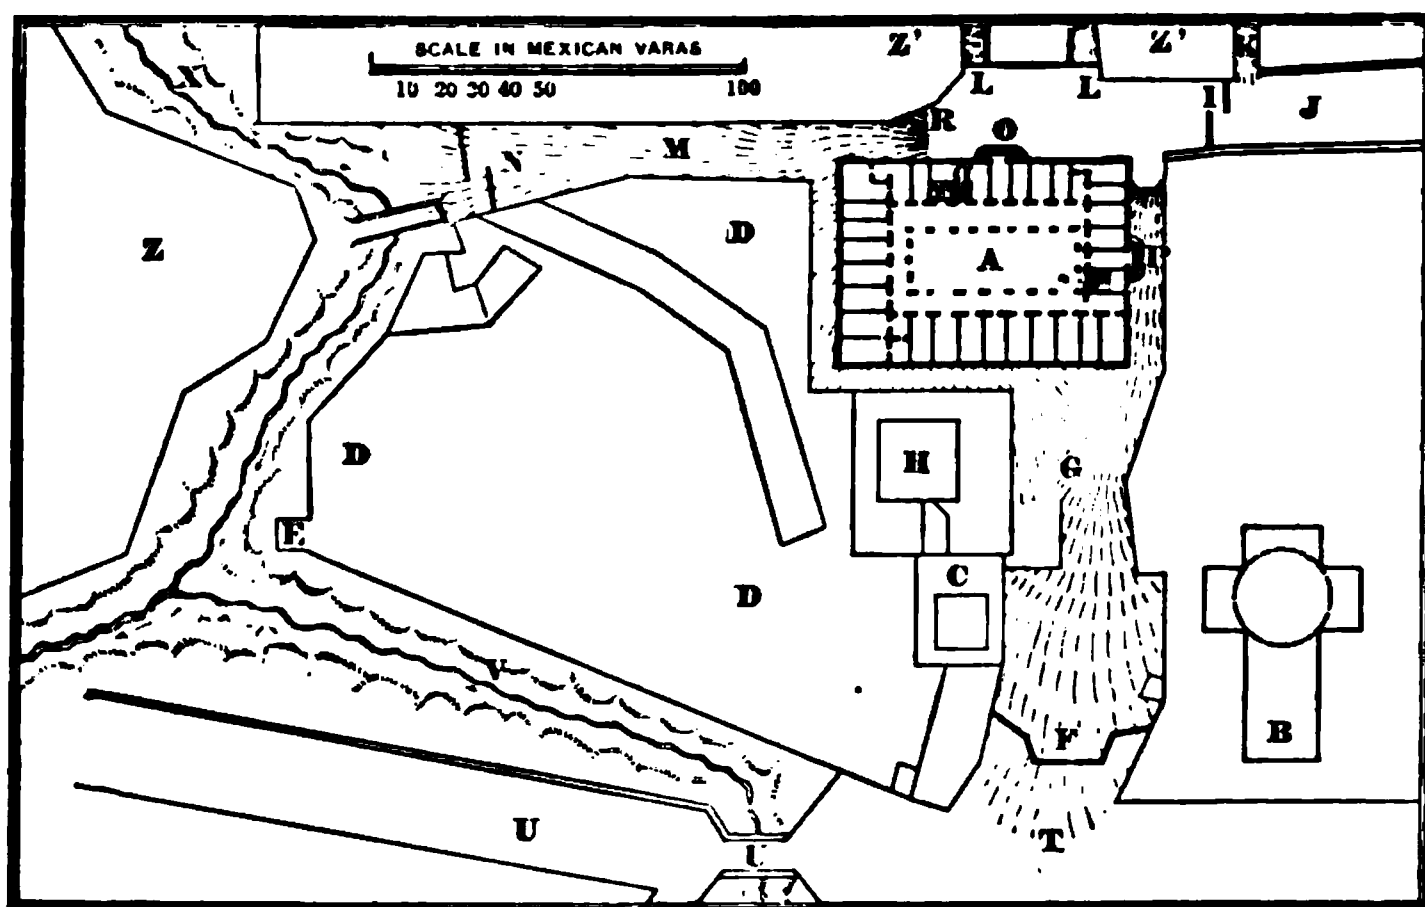 SCALE IN MEXICAN VARAS
10 20 30 40 50 100
Z' Z' K
X L L I J
R O
N M
Z D A
D H G
E
D C
V
F B
U T